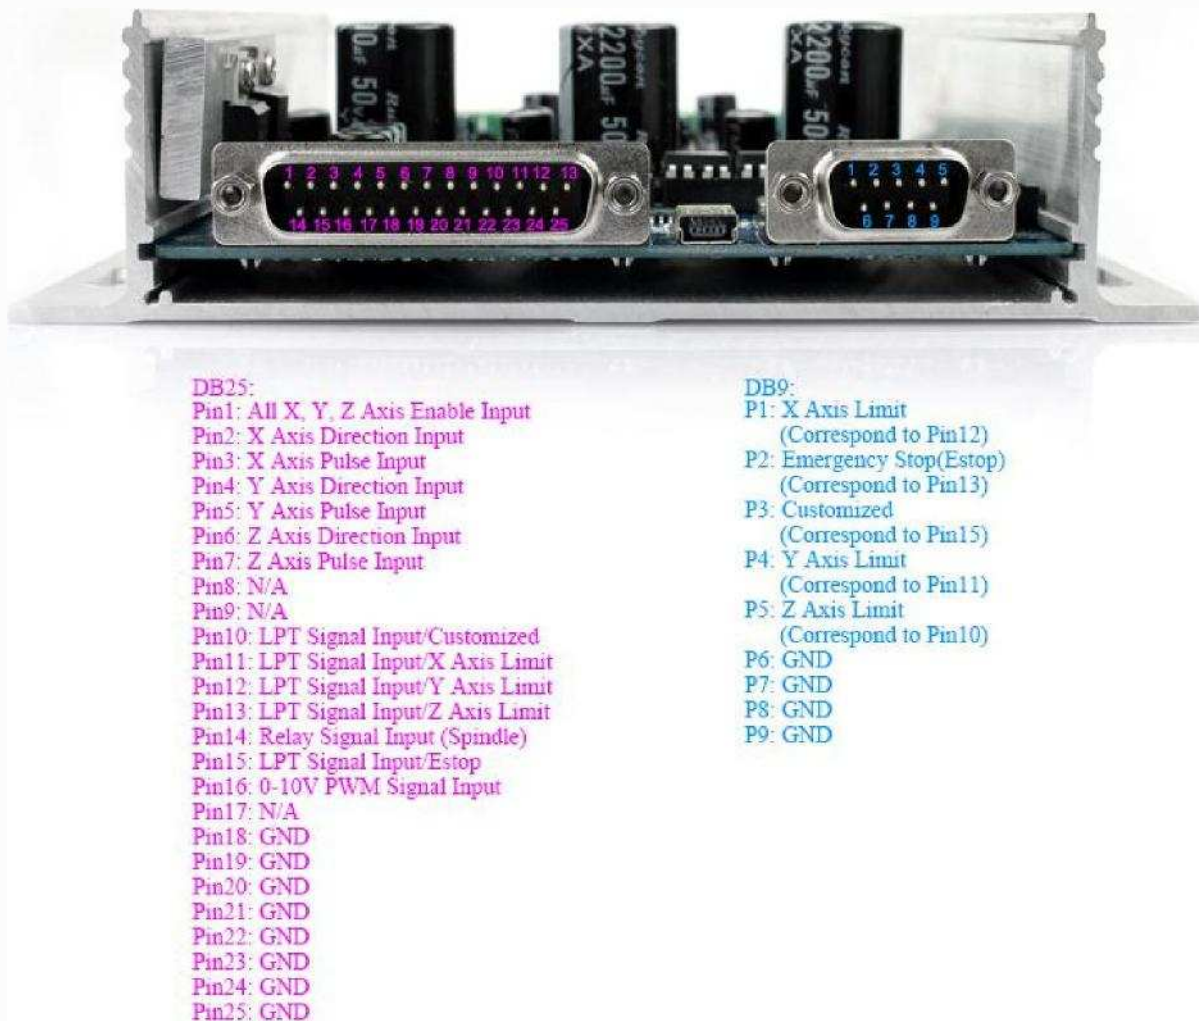 2200µF 50
XA
2200µF 50
XA
1 2 3 4 5 6 7 8 9 10 11 12 13
14 15 16 17 18 19 20 21 22 23 24 25
1 2 3 4 5
6 7 8 9
DB25:
Pin1: All X, Y, Z Axis Enable Input
Pin2: X Axis Direction Input
Pin3: X Axis Pulse Input
Pin4: Y Axis Direction Input
Pin5: Y Axis Pulse Input
Pin6: Z Axis Direction Input
Pin7: Z Axis Pulse Input
Pin8: N/A
Pin9: N/A
Pin10: LPT Signal Input/Customized
Pin11: LPT Signal Input/X Axis Limit
Pin12: LPT Signal Input/Y Axis Limit
Pin13: LPT Signal Input/Z Axis Limit
Pin14: Relay Signal Input (Spindle)
Pin15: LPT Signal Input/Estop
Pin16: 0-10V PWM Signal Input
Pin17: N/A
Pin18: GND
Pin19: GND
Pin20: GND
Pin21: GND
Pin22: GND
Pin23: GND
Pin24: GND
Pin25: GND
DB9:
P1: X Axis Limit
(Correspond to Pin12)
P2: Emergency Stop(Estop)
(Correspond to Pin13)
P3: Customized
(Correspond to Pin15)
P4: Y Axis Limit
(Correspond to Pin11)
P5: Z Axis Limit
(Correspond to Pin10)
P6: GND
P7: GND
P8: GND
P9: GND